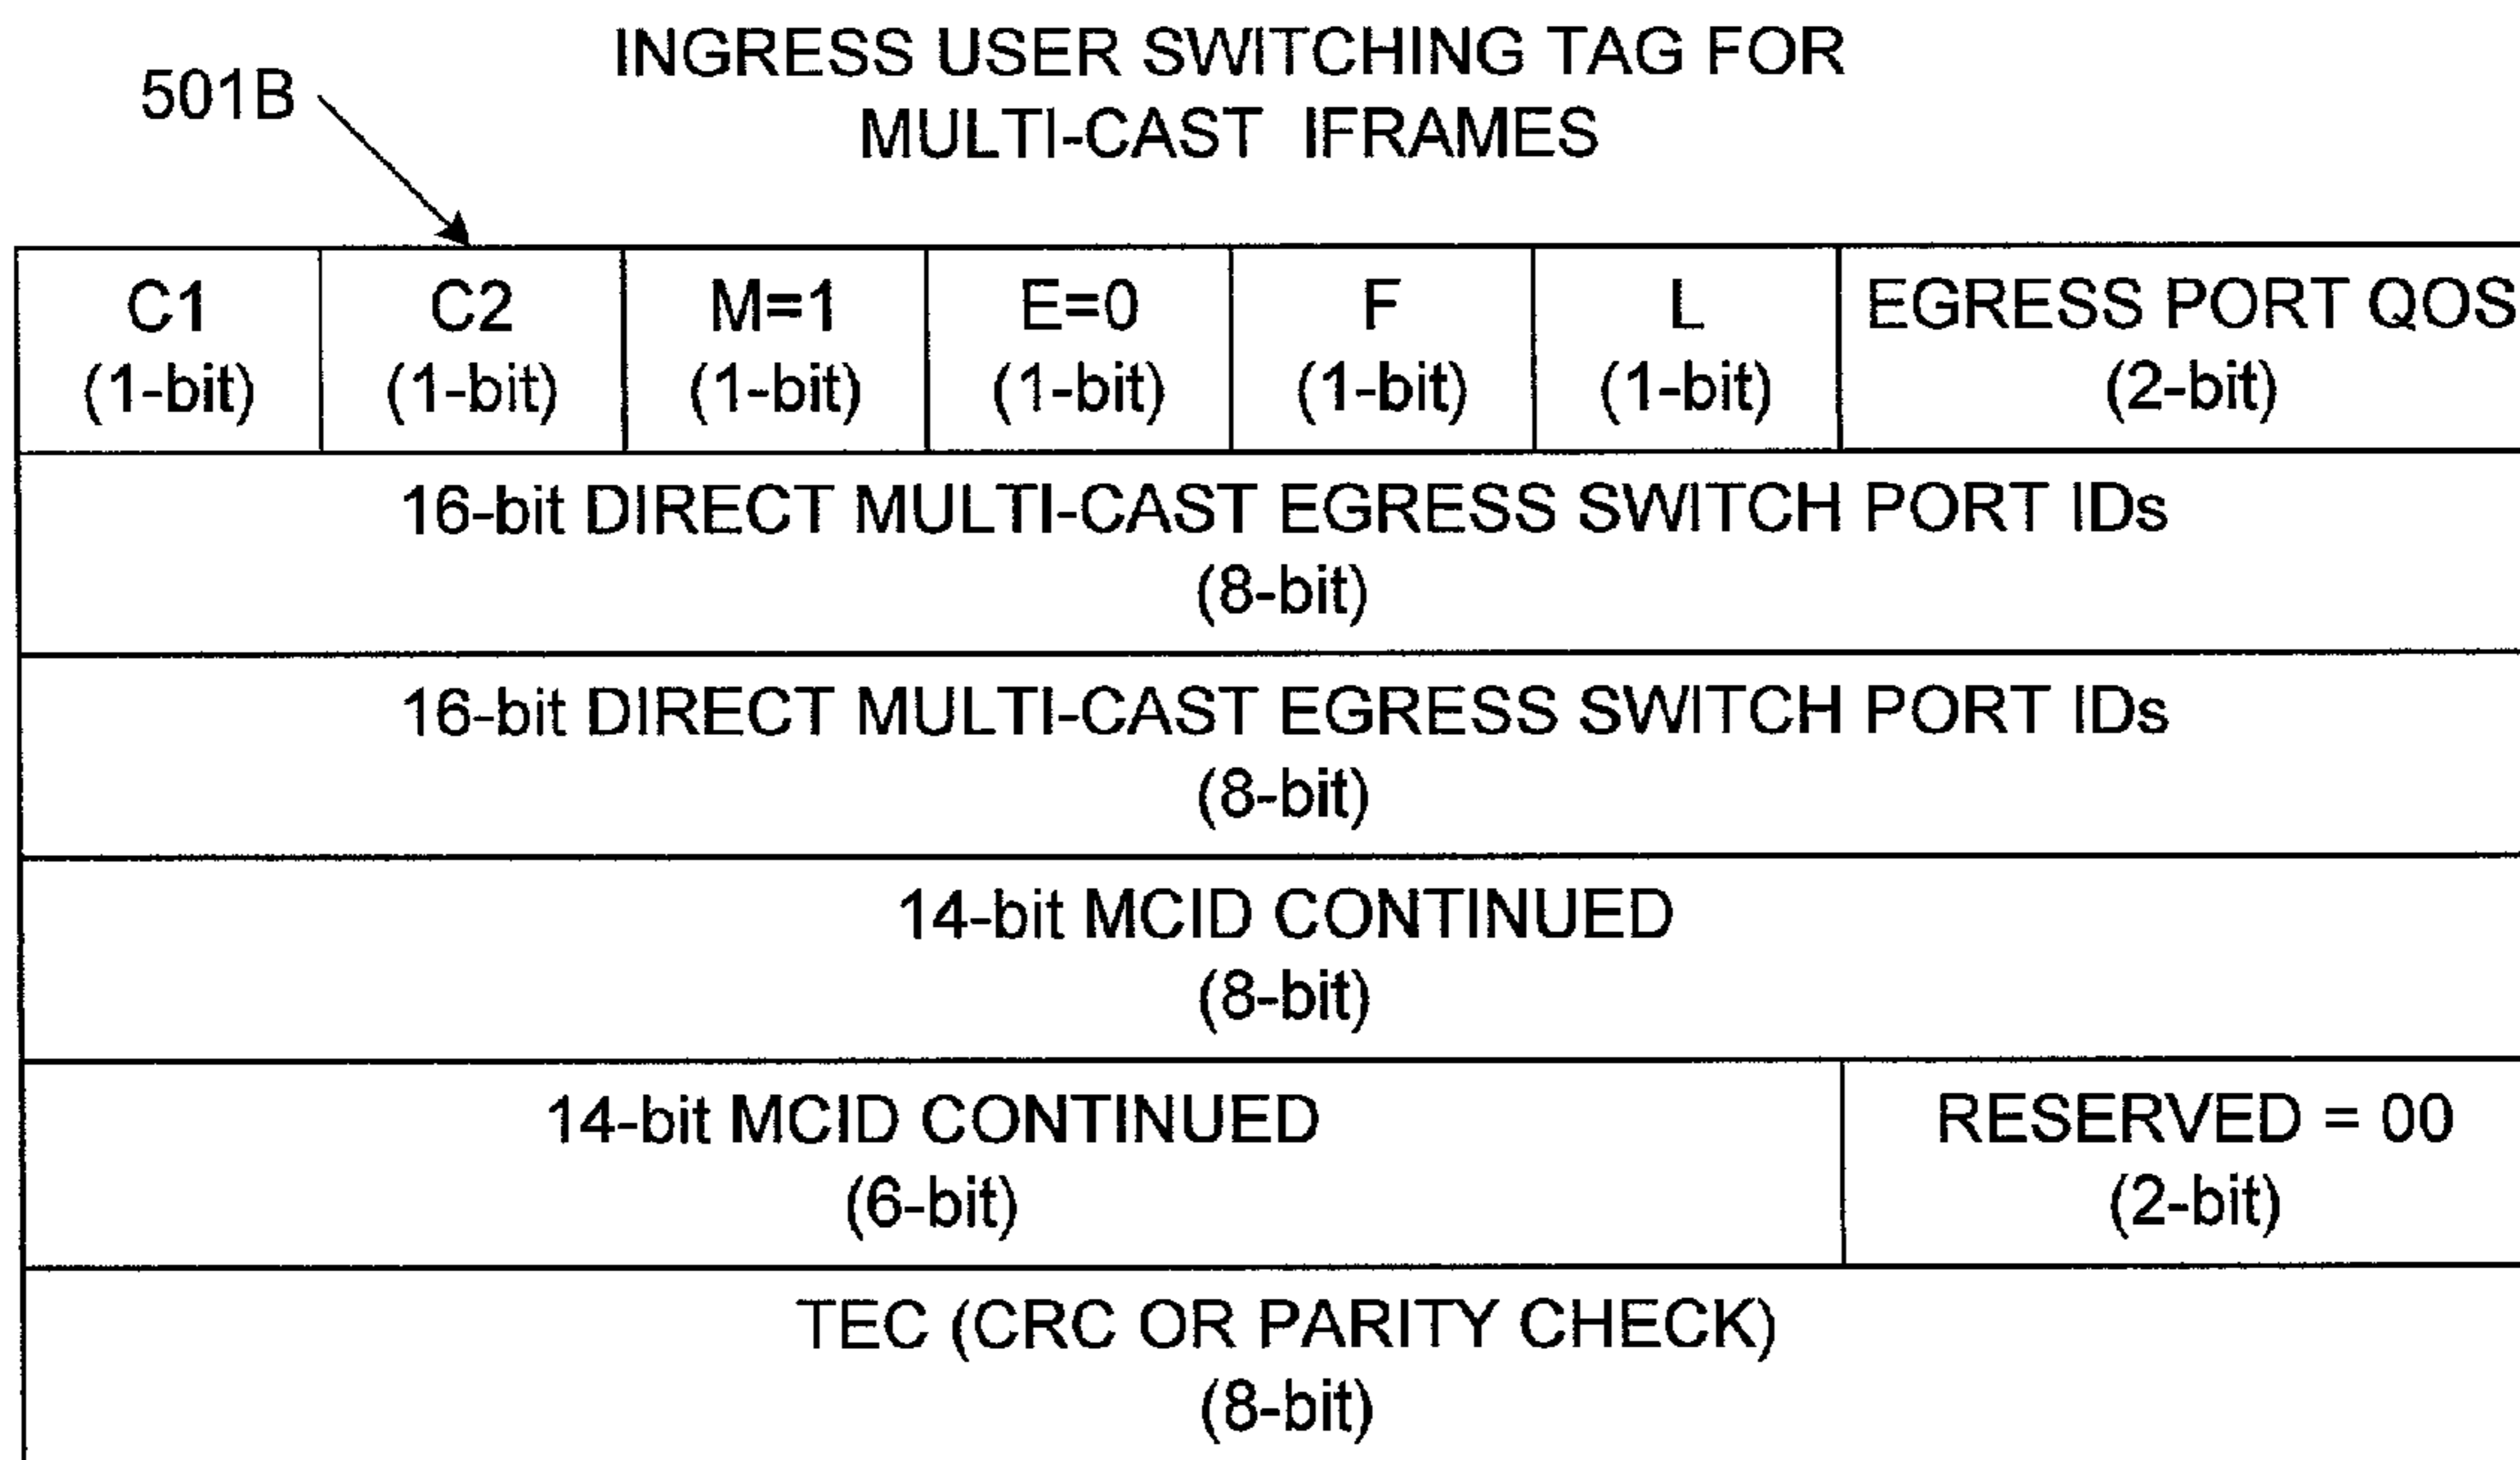 INGRESS USER SWITCHING TAG FOR
MULTI-CAST IFRAMES
501B
C1
(1-bit)
C2
(1-bit)
M=1
(1-bit)
E=0
(1-bit)
F
(1-bit)
L
(1-bit)
EGRESS PORT QOS
(2-bit)
16-bit DIRECT MULTI-CAST EGRESS SWITCH PORT IDs
(8-bit)
16-bit DIRECT MULTI-CAST EGRESS SWITCH PORT IDs
(8-bit)
14-bit MCID CONTINUED
(8-bit)
14-bit MCID CONTINUED
(6-bit)
RESERVED = 00
(2-bit)
TEC (CRC OR PARITY CHECK)
(8-bit)